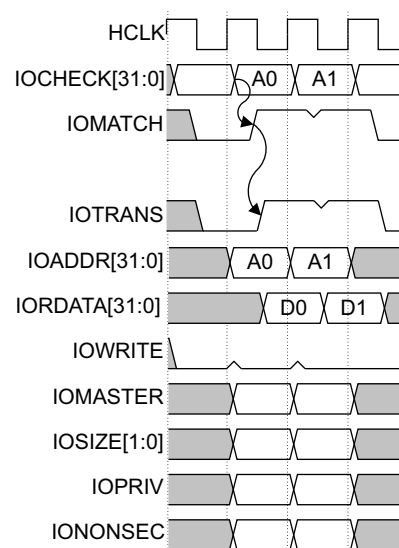 HCLK
IOCHECK[31:0] A0 A1
IOMATCH
IOTRANS
IOADDR[31:0] A0 A1
IORDATA[31:0] D0 D1
IOWRITE
IOMASTER
IOSIZE[1:0]
IOPRIV
IONONSEC